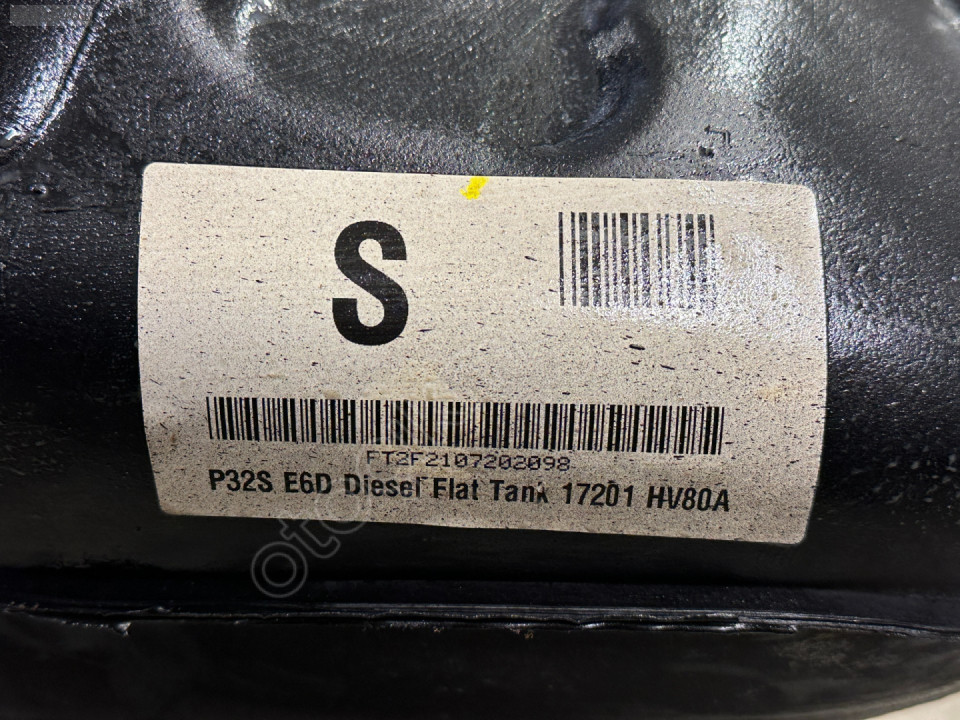 S
FT2F2107202098
P32S E6D Diesel Flat Tank 17201 HV80A